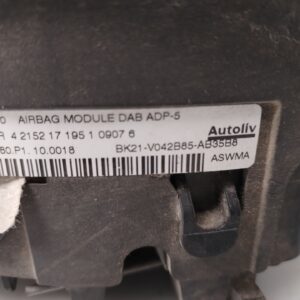 0 AIRBAG MODULE DAB ADP-5
R 4 2152 17 195 1 0907 6
Autoliv
60.P1. 10.0018
BK21-V042B85-AB35B8
ASWMA